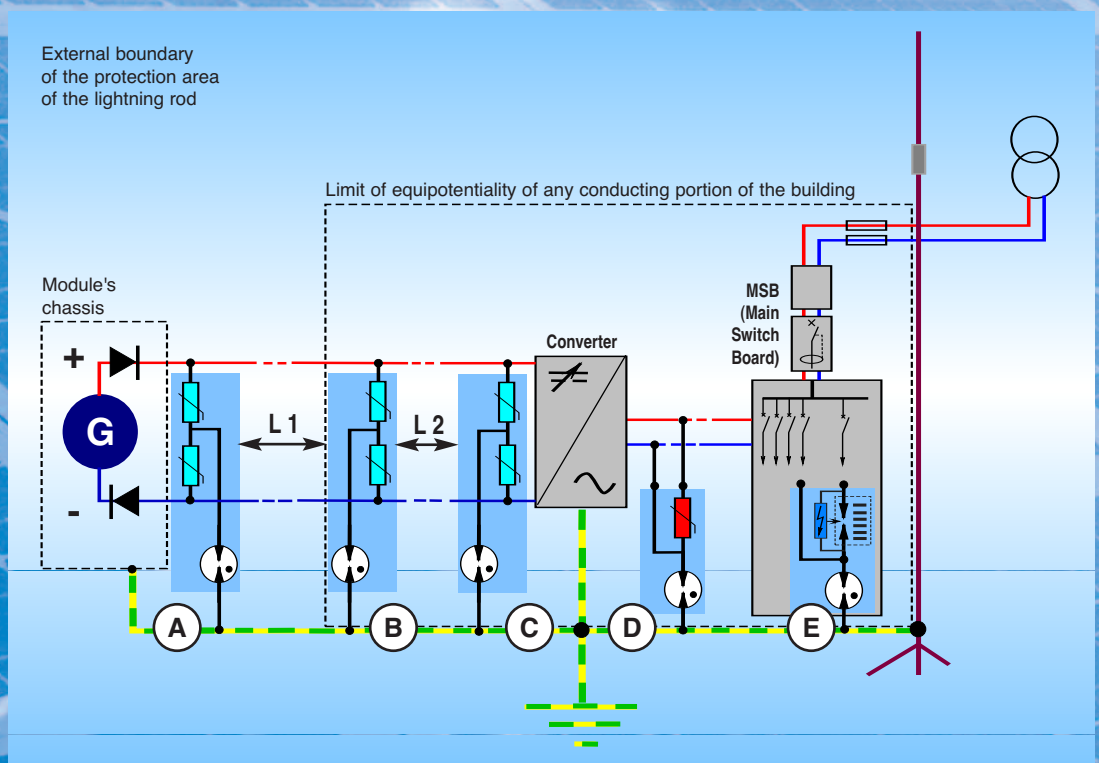 External boundary
of the protection area
of the lightning rod
Limit of equipotentiality of any conducting portion of the building
Module's
chassis
MSB
(Main
Switch
Board)
Converter
+
G
-
L 1
L 2
A
B
C
D
E